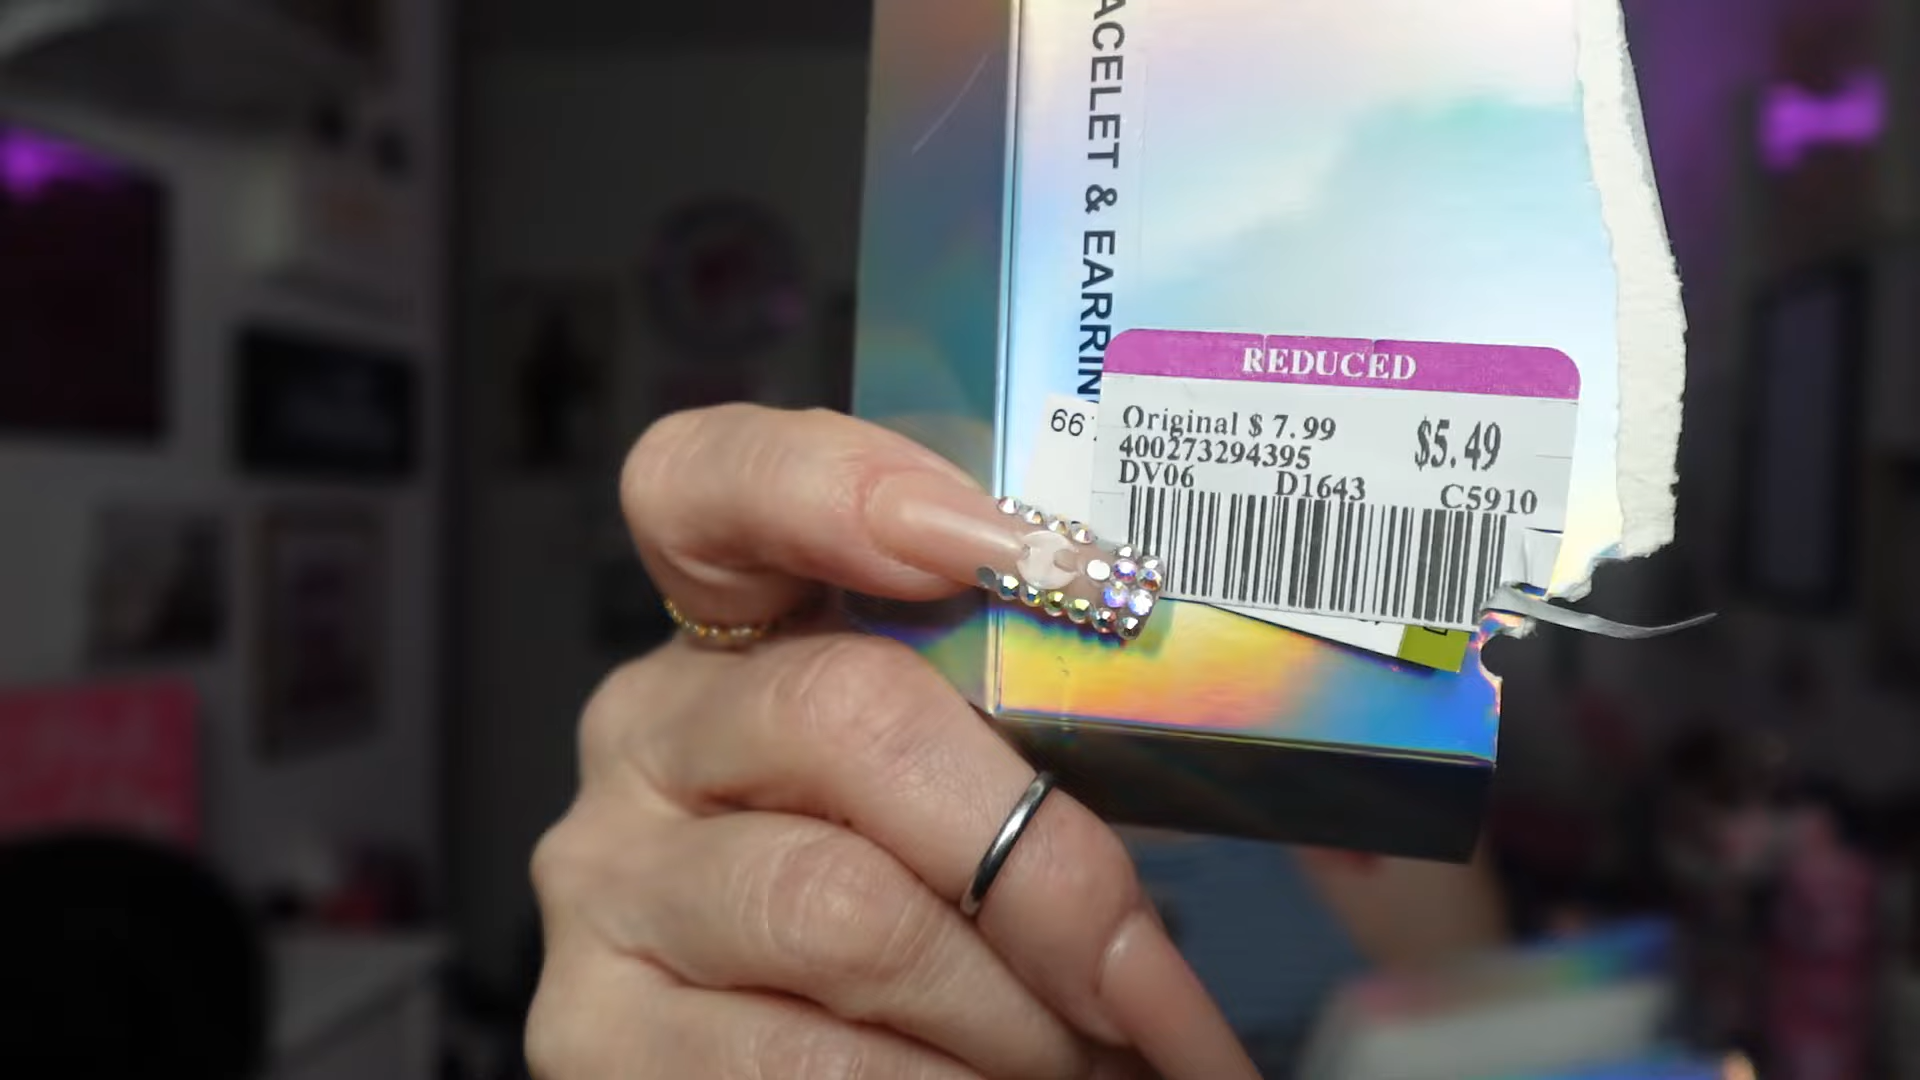 ACELET & EARRIN
REDUCED
Original $ 7.99
$5.49
400273294395
DV06 D1643 C5910
66